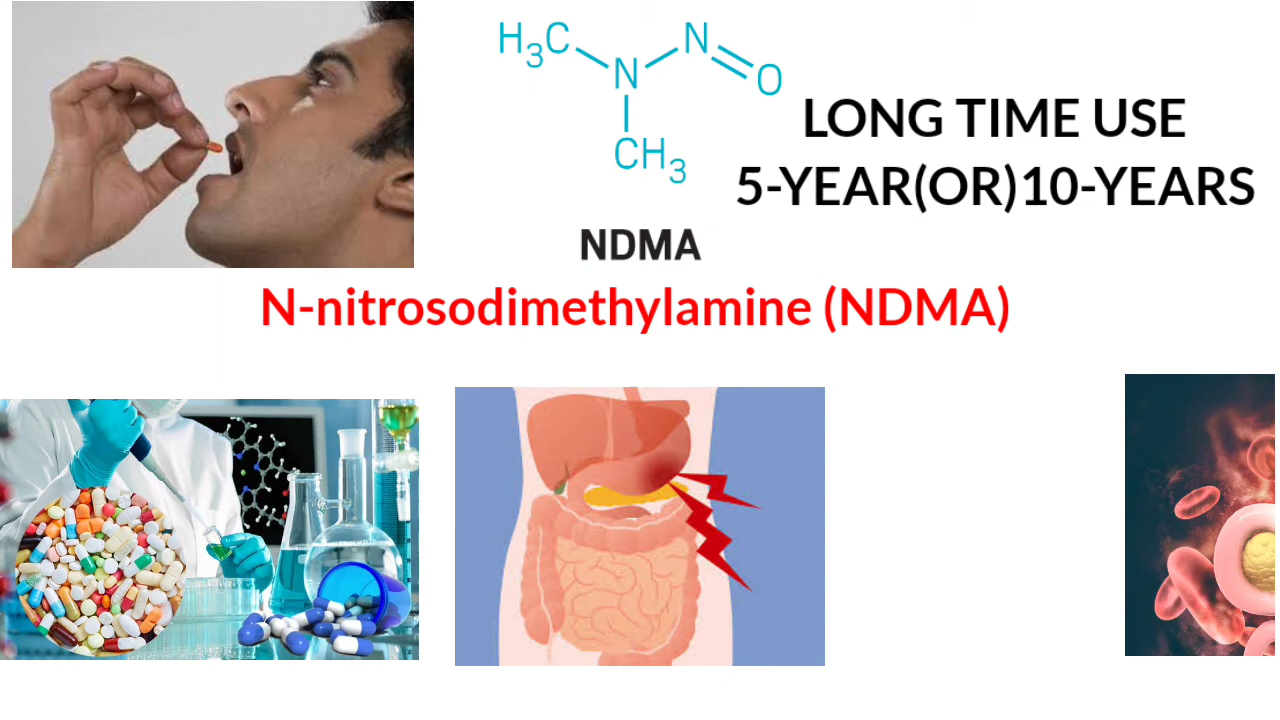 H3C
N
N
O
CH3
NDMA
LONG TIME USE
5-YEAR(OR)10-YEARS
N-nitrosodimethylamine (NDMA)